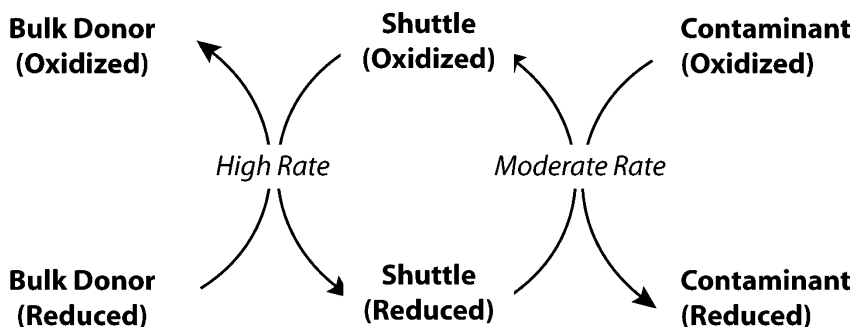 Bulk Donor
(Oxidized)
Shuttle
(Oxidized)
Contaminant
(Oxidized)
High Rate
Moderate Rate
Bulk Donor
(Reduced)
Shuttle
(Reduced)
Contaminant
(Reduced)